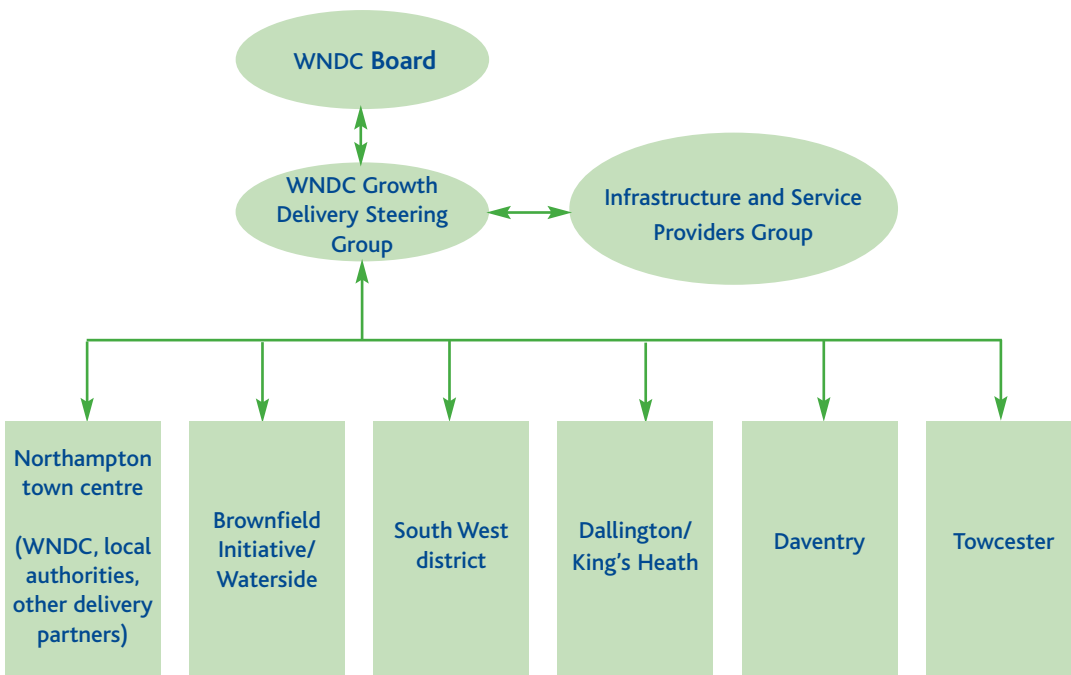 WNDC Board
WNDC Growth
Delivery Steering
Group
Infrastructure and Service
Providers Group
Northampton
town centre
(WNDC, local
authorities,
other delivery
partners)
Brownfield
Initiative/
Waterside
South West
district
Dallington/
King's Heath
Daventry
Towcester